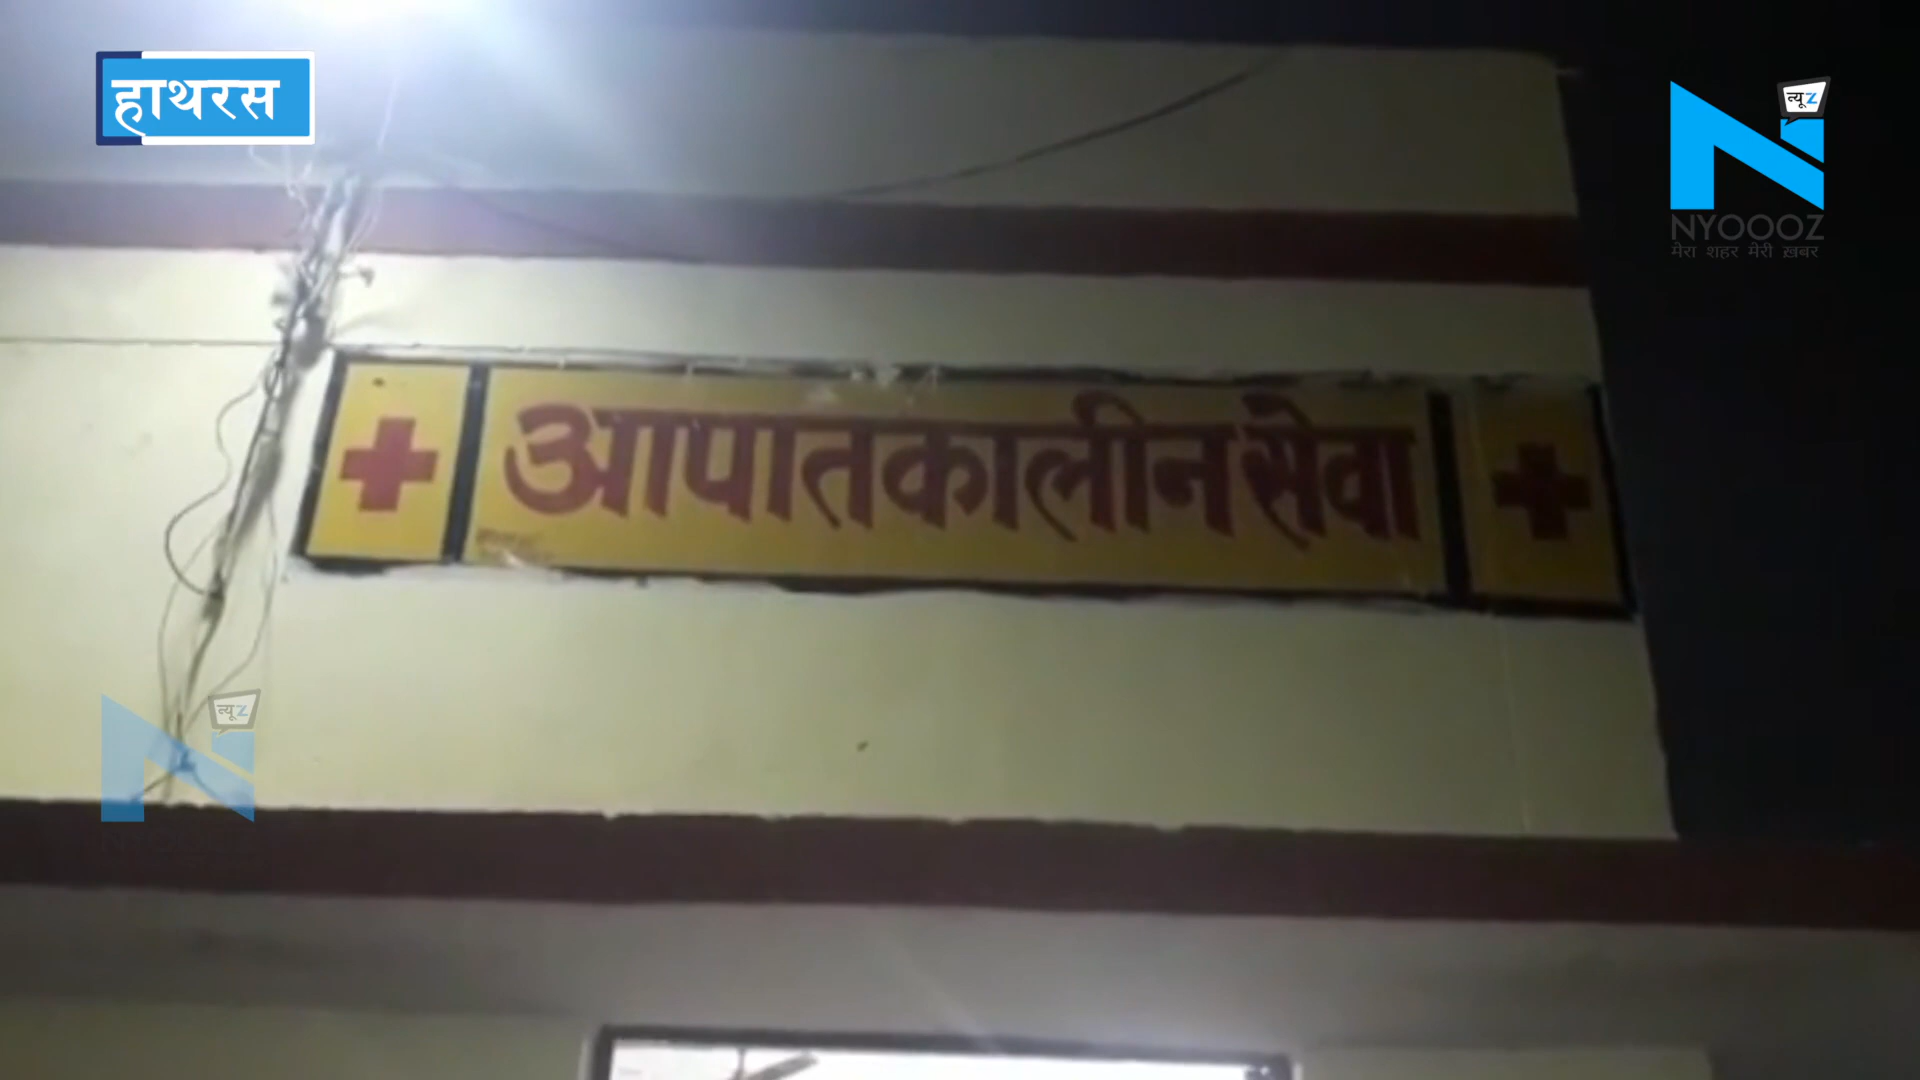 हाथरस
न्यूZ
NYOOOZ
मेरा शहर मेरी ख़बर
आपातकालीन सेवा
न्यूZ